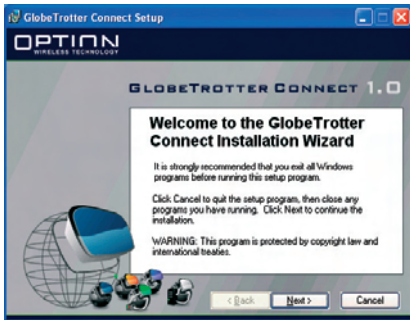 GlobeTrotter Connect Setup
OPTION
WIRELESS TECHNOLOGY
GLOBETROTTER CONNECT 1.0
Welcome to the GlobeTrotter
Connect Installation Wizard
It is strongly recommended that you exit all Windows
programs before running this setup program.
Click Cancel to quit the setup program, then close any
programs you have running. Click Next to continue the
installation.
WARNING: This program is protected by copyright law and
international treaties.
< Back Next > Cancel